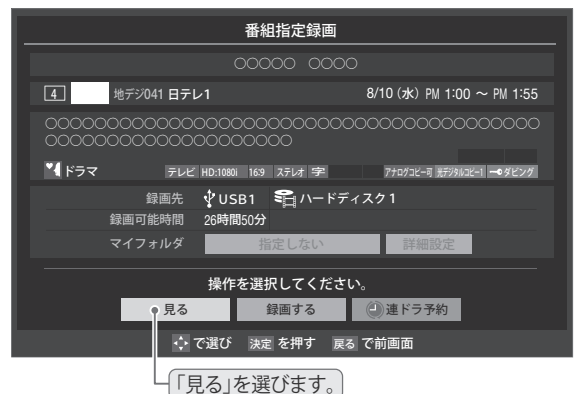 番組指定録画
○○○○○ ○○○○
4 地デジ041 日テレ1 8/10 (水) PM 1:00 ～ PM 1:55
○○○○○○○○○○○○○○○○○○○○○○○○○○○○○○○○○○○○○○○○
○○○○○○○○○○○○○○○○○○○○
ドラマ テレビ HD:1080i 16:9 ステレオ 字 アナログコピー可 光デジタルコピー1 ダビング
録画先 USB1 ハードディスク1
録画可能時間 26時間50分
マイフォルダ 指定しない 詳細設定
操作を選択してください。
見る 録画する 連ドラ予約
で選び 決定 を押す 戻る で前画面
「見る」を選びます。